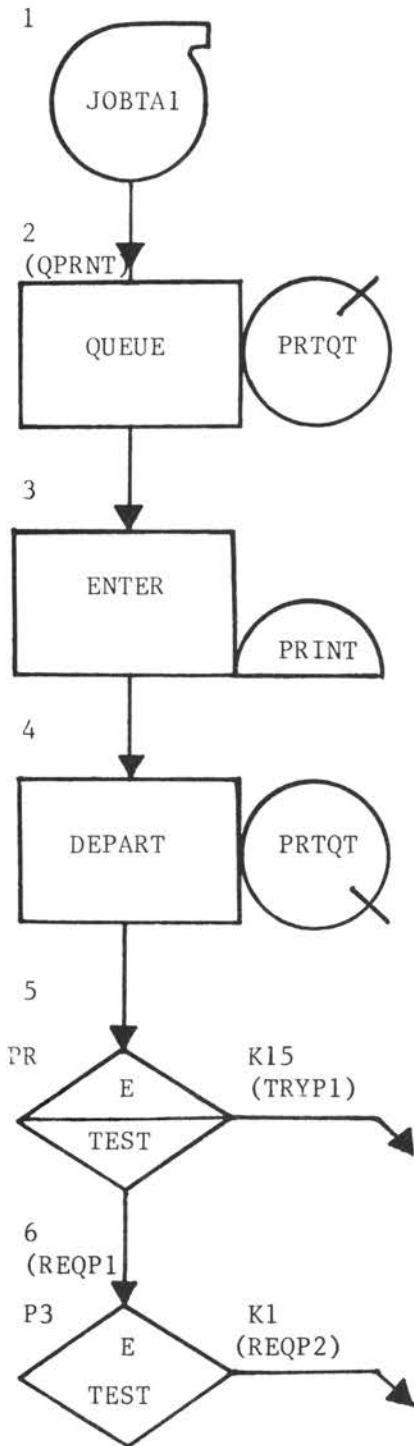 1
JOBTA1
2
(QPRNT)
QUEUE
PRTQT
3
ENTER
PRINT
4
DEPART
PRTQT
5
PR
E
TEST
K15
(TRYP1)
6
(REQP1
P3
E
TEST
K1
(REQP2)